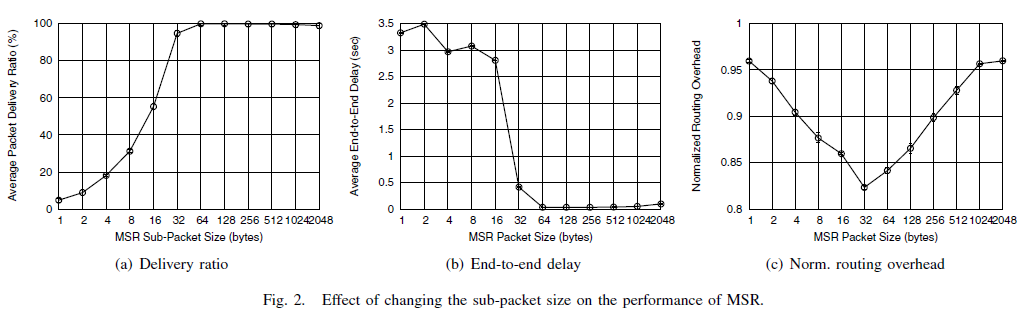 Average Packet Delivery Ratio (%)
100
80
60
40
20
0
1 2 4 8 16 32 64 128 256 512 1024 2048
MSR Sub-Packet Size (bytes)
(a) Delivery ratio
Average End-to-End Delay (sec)
3.5
3
2.5
2
1.5
1
0.5
0
1 2 4 8 16 32 64 128 256 512 1024 2048
MSR Packet Size (bytes)
(b) End-to-end delay
Normalized Routing Overhead
1
0.95
0.9
0.85
0.8
1 2 4 8 16 32 64 128 256 512 1024 2048
MSR Packet Size (bytes)
(c) Norm. routing overhead
Fig. 2. Effect of changing the sub-packet size on the performance of MSR.